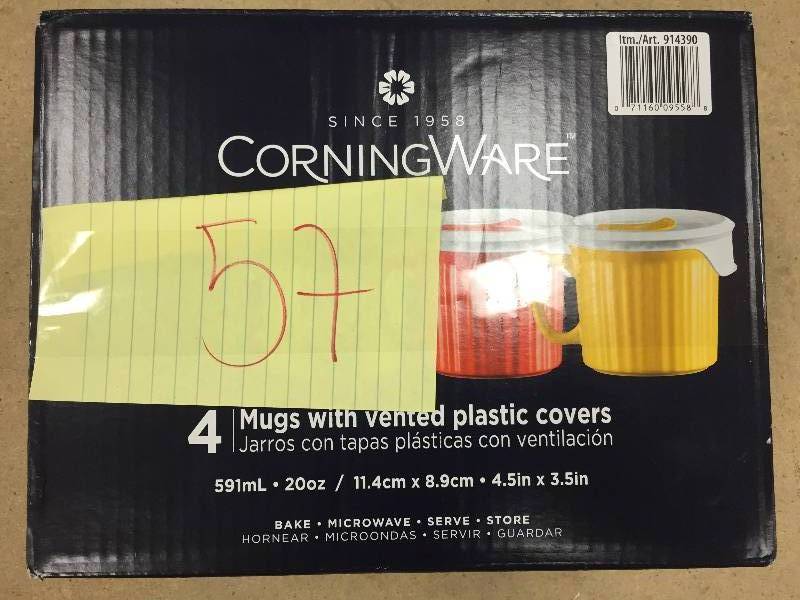 Itm./Art. 914390
0 71160 09558 8
SINCE 1958
CORNINGWARE™
57
4 Mugs with vented plastic covers
Jarros con tapas plásticas con ventilación
591mL • 20oz / 11.4cm x 8.9cm • 4.5in x 3.5in
BAKE • MICROWAVE • SERVE • STORE
HORNEAR • MICROONDAS • SERVIR • GUARDAR